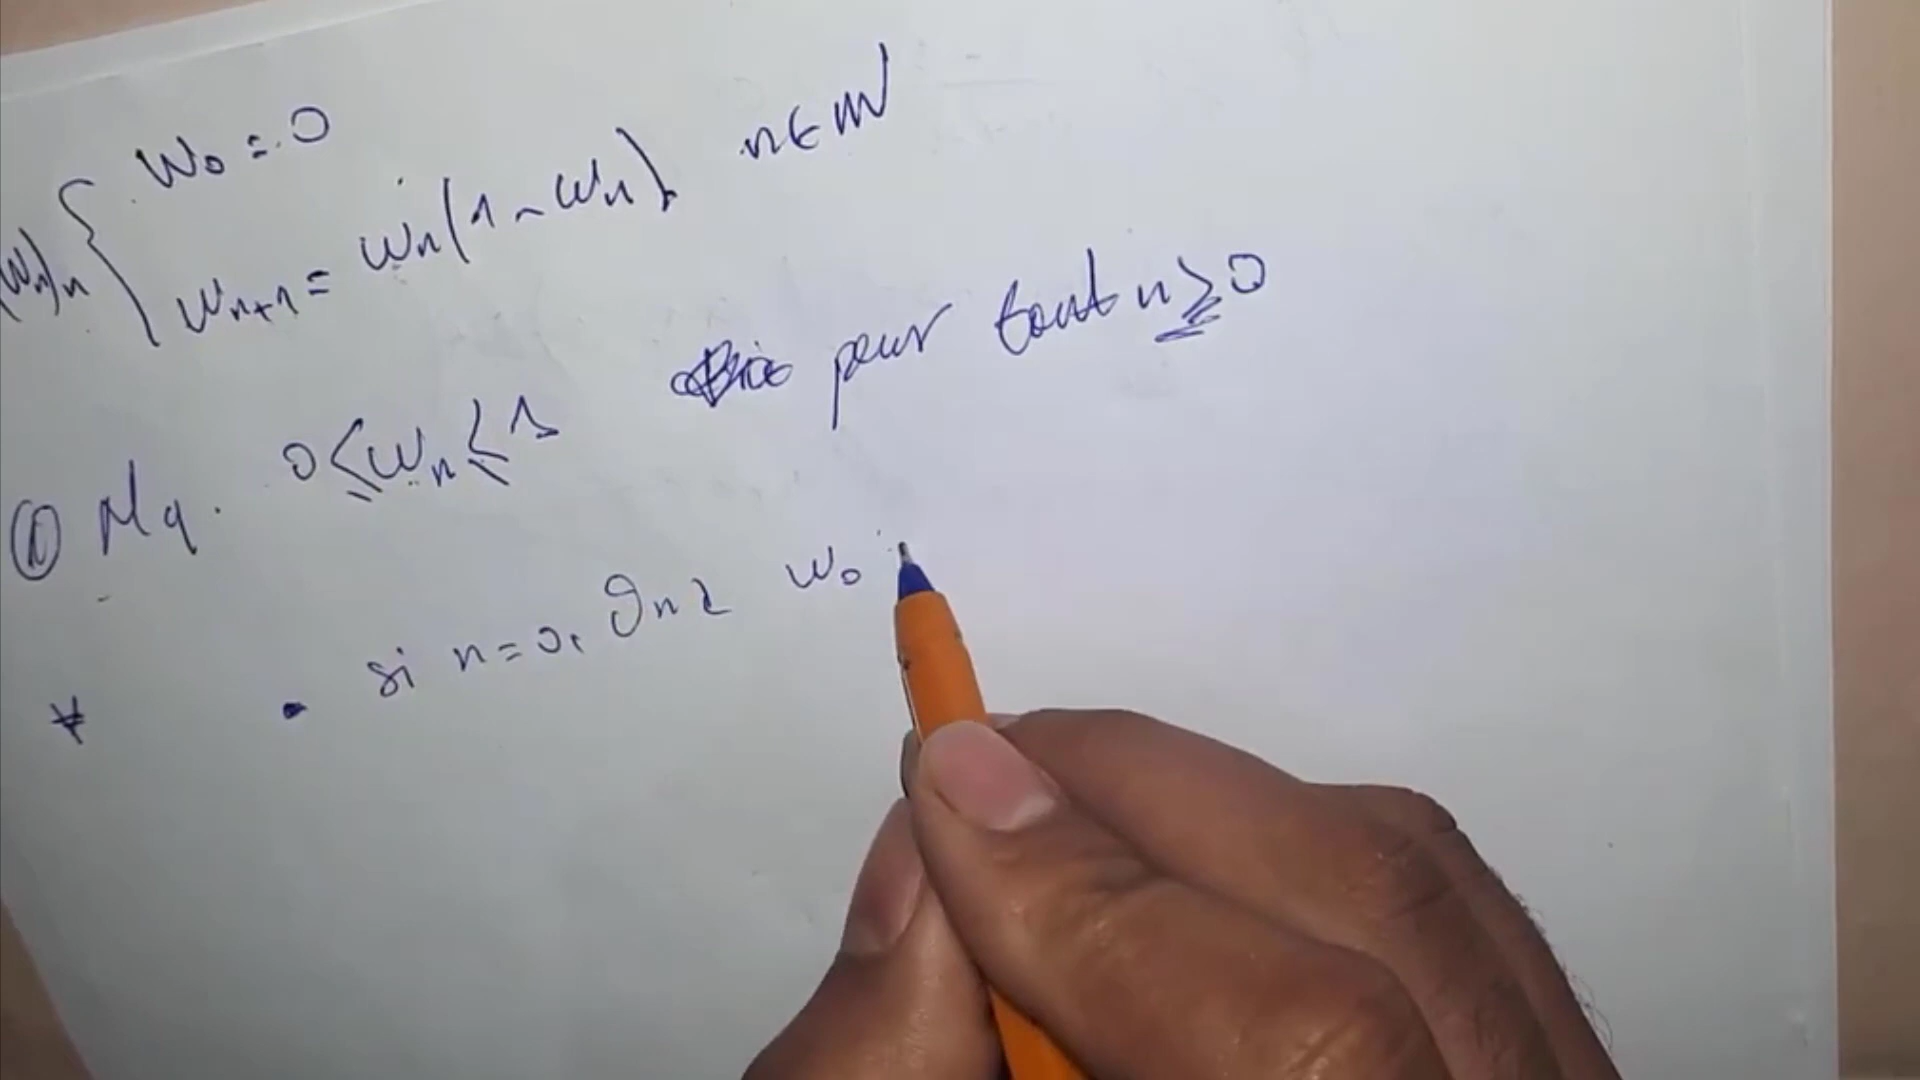 w₀ = 0
(wₙ)ₙ { wₙ₊₁ = wₙ(1 - wₙ) n ∈ IN
① Mq. 0 ≤ wₙ ≤ 1 pour tout n ≥ 0
• si n = 0, On a w₀